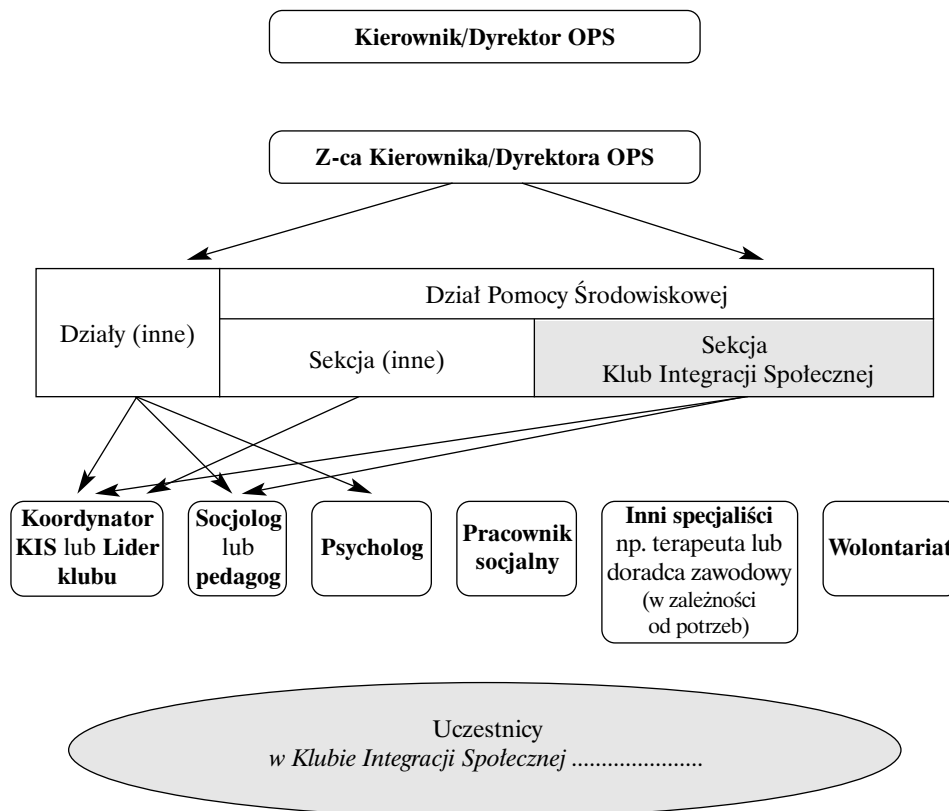 Kierownik/Dyrektor OPS
Z-ca Kierownika/Dyrektora OPS
Działy (inne)
Dział Pomocy Środowiskowej
Sekcja (inne)
Sekcja
Klub Integracji Społecznej
Koordynator
KIS lub Lider
klubu
Socjolog
lub
pedagog
Psycholog
Pracownik
socjalny
Inni specjaliści
np. terapeuta lub
doradca zawodowy
(w zależności
od potrzeb)
Wolontariat
Uczestnicy
w Klubie Integracji Społecznej ......................